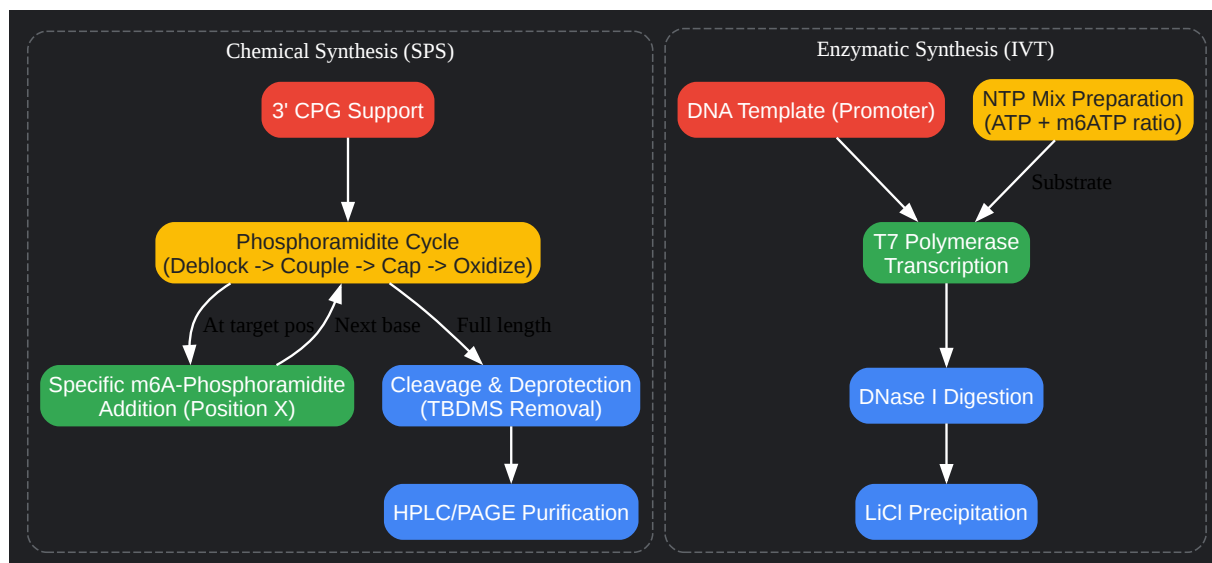 Chemical Synthesis (SPS)
3' CPG Support
Phosphoramidite Cycle
(Deblock -> Couple -> Cap -> Oxidize)
At target pos
Next base
Full length
Specific m6A-Phosphoramidite
Addition (Position X)
Cleavage & Deprotection
(TBDMS Removal)
HPLC/PAGE Purification
Enzymatic Synthesis (IVT)
DNA Template (Promoter)
NTP Mix Preparation
(ATP + m6ATP ratio)
Substrate
T7 Polymerase
Transcription
DNase I Digestion
LiCl Precipitation